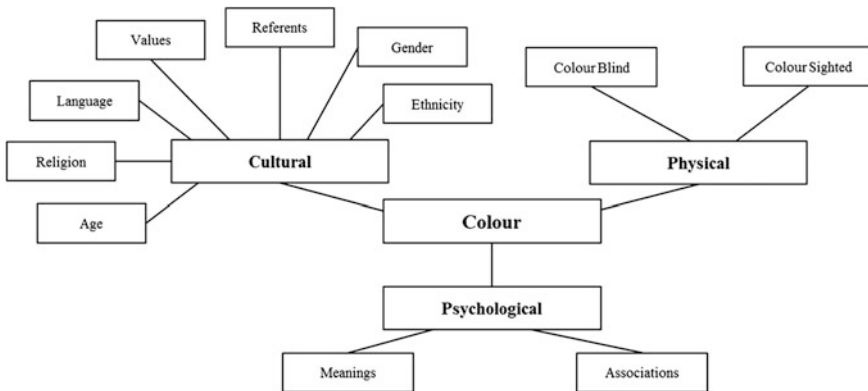 Referents
Values
Gender
Colour Blind
Colour Sighted
Language
Ethnicity
Religion
Cultural
Physical
Age
Colour
Psychological
Meanings
Associations